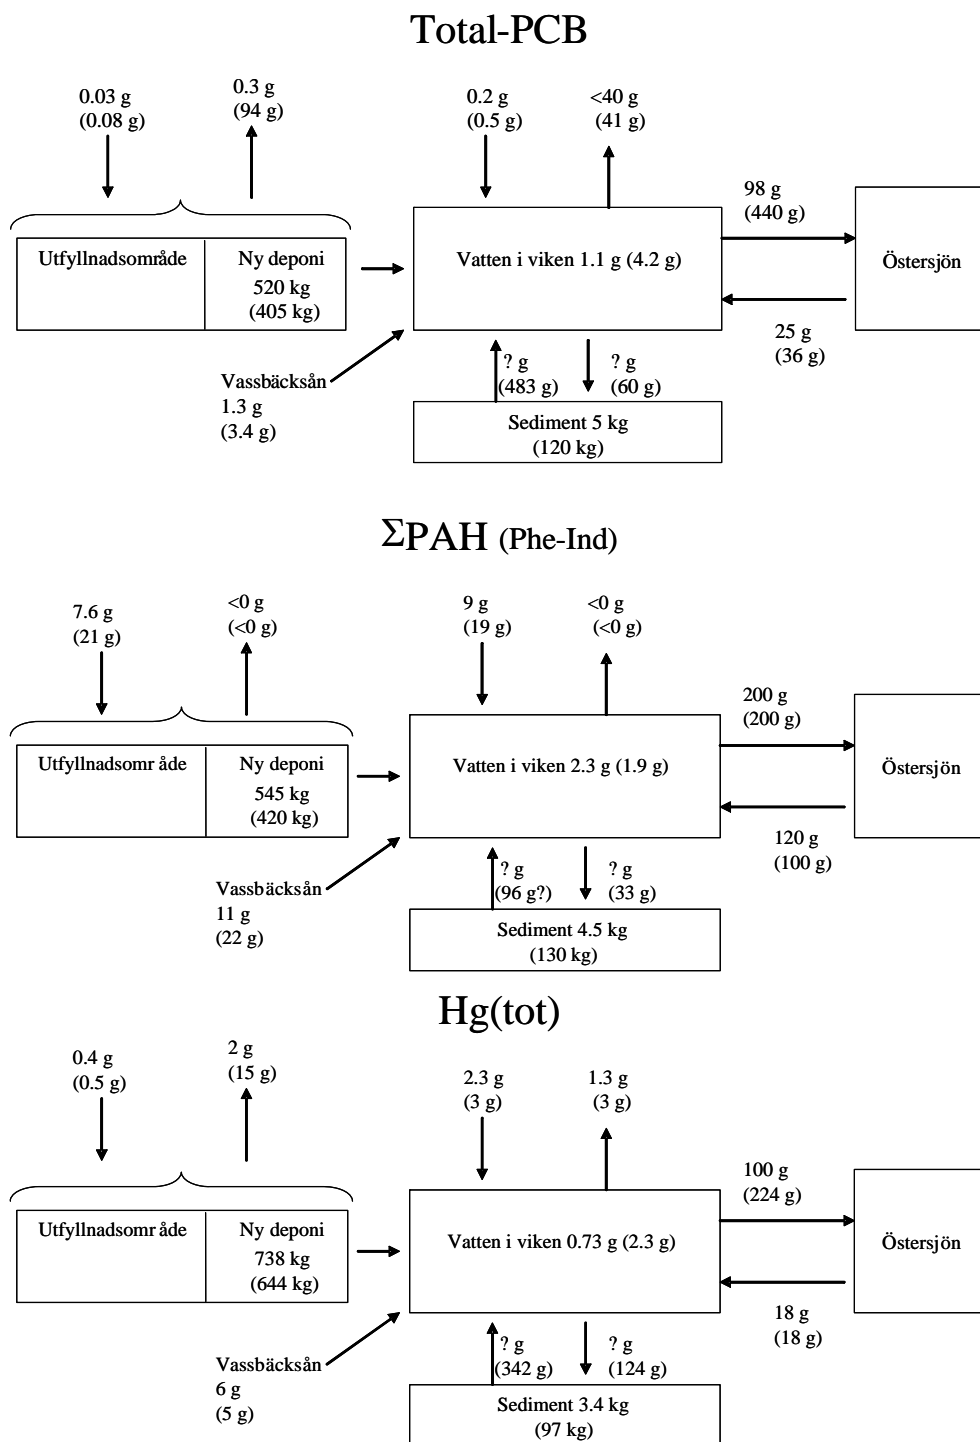 Total-PCB
0.03 g
(0.08 g)
0.3 g
(94 g)
0.2 g
(0.5 g)
<40 g
(41 g)
98 g
(440 g)
Utfyllnadsområde
Ny deponi
520 kg
(405 kg)
Vatten i viken 1.1 g (4.2 g)
Östersjön
25 g
(36 g)
Vassbäcksån
1.3 g
(3.4 g)
? g
(483 g)
? g
(60 g)
Sediment 5 kg
(120 kg)
ΣPAH (Phe-Ind)
7.6 g
(21 g)
<0 g
(<0 g)
9 g
(19 g)
<0 g
(<0 g)
200 g
(200 g)
Utfyllnadsomr åde
Ny deponi
545 kg
(420 kg)
Vatten i viken 2.3 g (1.9 g)
Östersjön
120 g
(100 g)
Vassbäcksån
11 g
(22 g)
? g
(96 g?)
? g
(33 g)
Sediment 4.5 kg
(130 kg)
Hg(tot)
0.4 g
(0.5 g)
2 g
(15 g)
2.3 g
(3 g)
1.3 g
(3 g)
100 g
(224 g)
Utfyllnadsomr åde
Ny deponi
738 kg
(644 kg)
Vatten i viken 0.73 g (2.3 g)
Östersjön
18 g
(18 g)
Vassbäcksån
6 g
(5 g)
? g
(342 g)
? g
(124 g)
Sediment 3.4 kg
(97 kg)